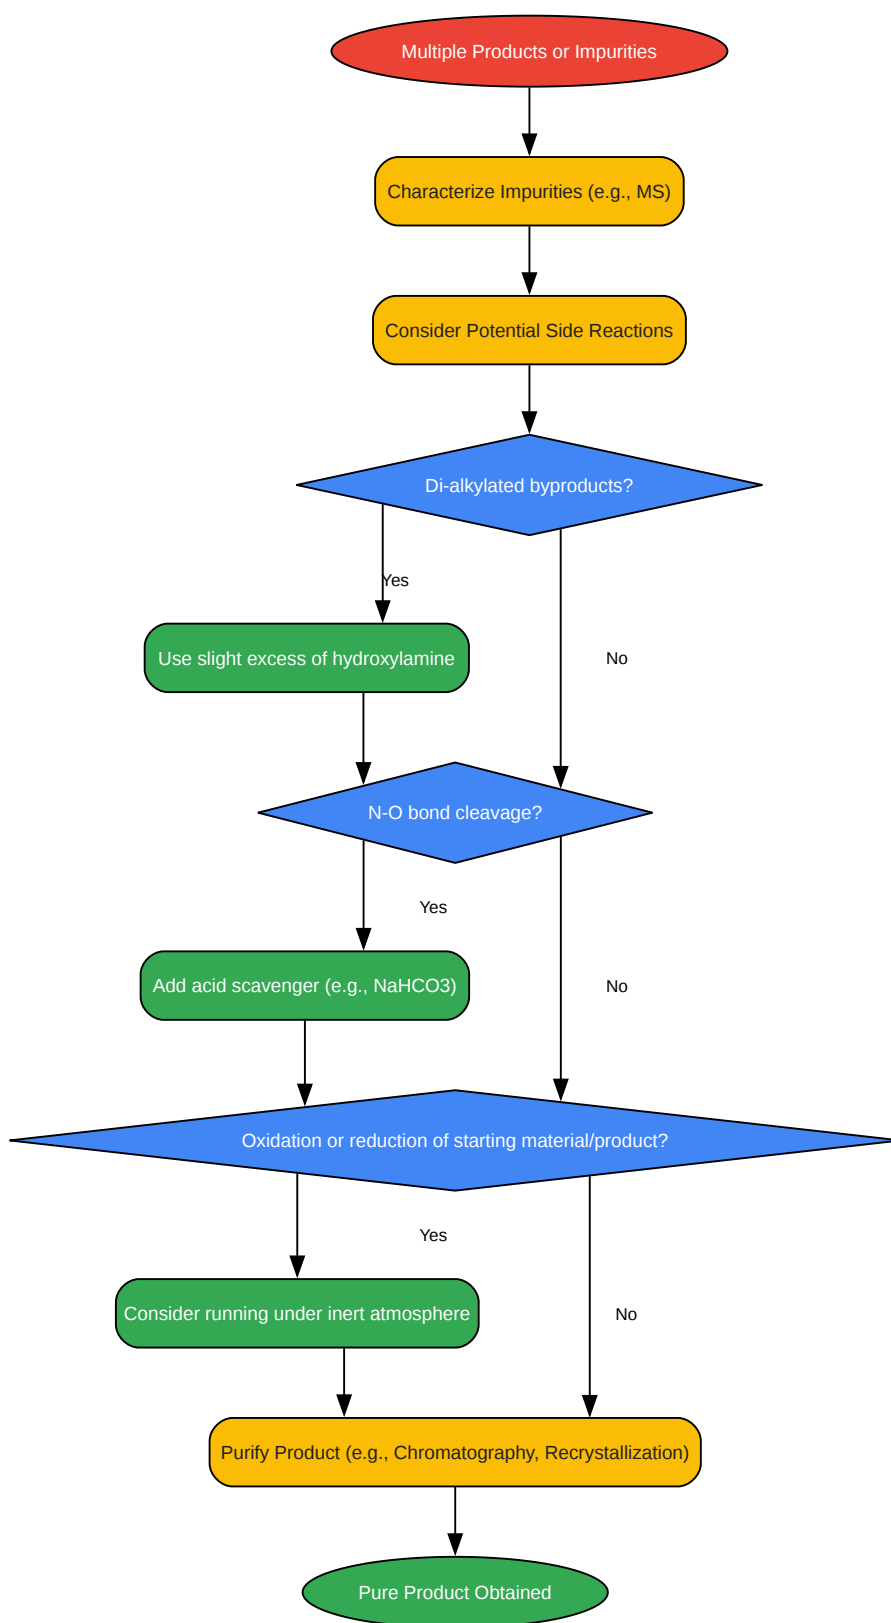 Multiple Products or Impurities
Characterize Impurities (e.g., MS)
Consider Potential Side Reactions
Di-alkylated byproducts?
Yes
Use slight excess of hydroxylamine
No
N-O bond cleavage?
Yes
Add acid scavenger (e.g., NaHCO3)
No
Oxidation or reduction of starting material/product?
Yes
Consider running under inert atmosphere
No
Purify Product (e.g., Chromatography, Recrystallization)
Pure Product Obtained